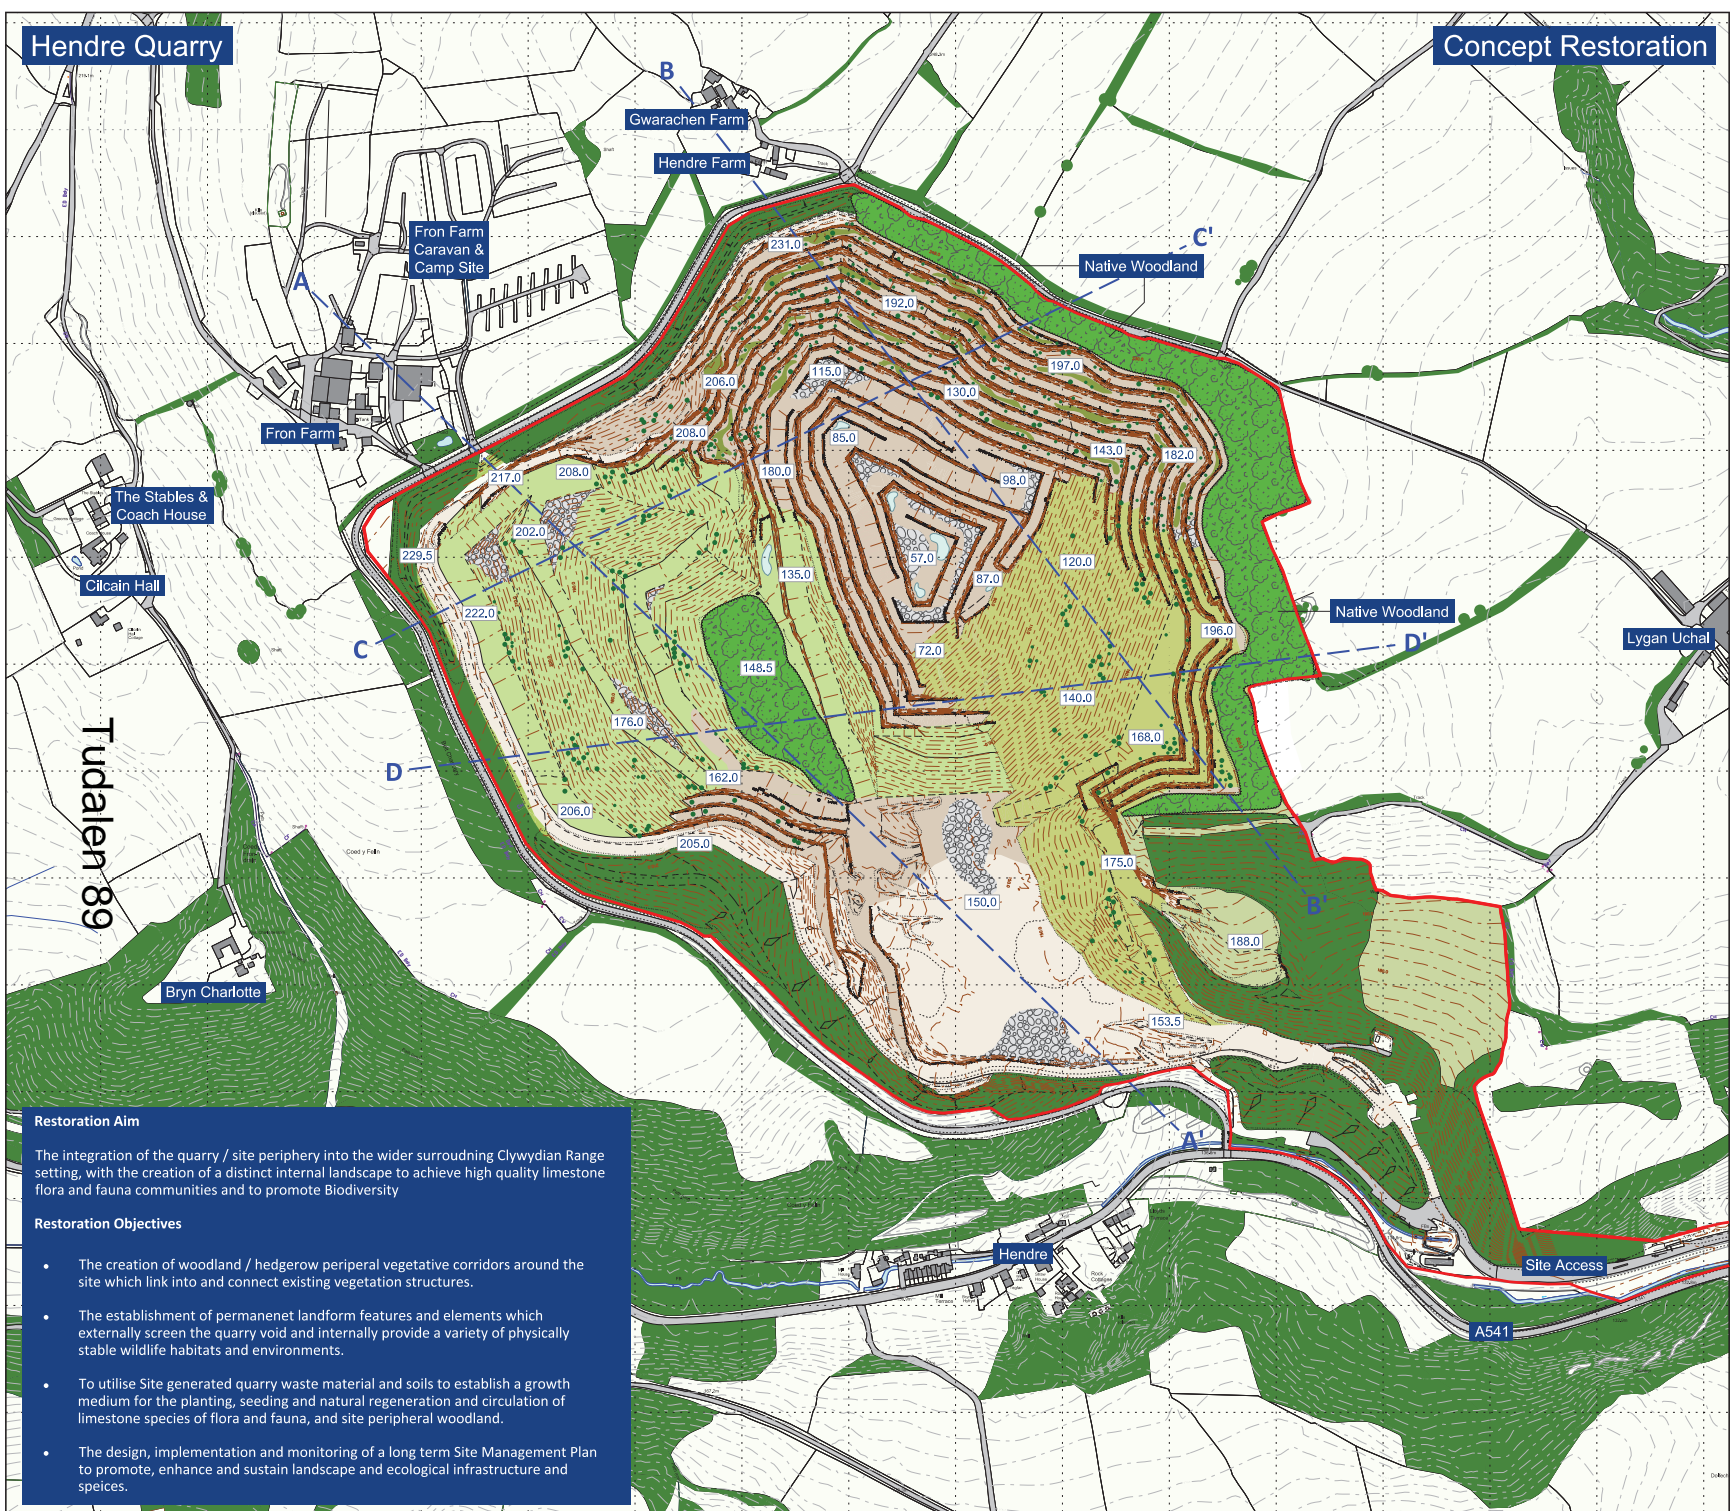 Hendre Quarry
Concept Restoration
B
Gwarachen Farm
Hendre Farm
Track
Shaft
Fron Farm
Caravan &
Camp Site
A
C'
Native Woodland
231.0
192.0
197.0
206.0
115.0
130.0
208.0
85.0
143.0
182.0
Fron Farm
217.0
208.0
180.0
98.0
The Stables &
Coach House
202.0
229.5
57.0
120.0
135.0
87.0
Cilcain Hall
222.0
Native Woodland
196.0
Lygan Uchal
C
72.0
D'
148.5
140.0
176.0
168.0
D
162.0
206.0
205.0
175.0
Tudalen 89
Coed y Felin
150.0
B'
188.0
Bryn Charlotte
153.5
A'
Restoration Aim
The integration of the quarry / site periphery into the wider surroudning Clywydian Range
setting, with the creation of a distinct internal landscape to achieve high quality limestone
flora and fauna communities and to promote Biodiversity
Restoration Objectives
• The creation of woodland / hedgerow periperal vegetative corridors around the
site which link into and connect existing vegetation structures.
• The establishment of permanenet landform features and elements which
externally screen the quarry void and internally provide a variety of physically
stable wildlife habitats and environments.
• To utilise Site generated quarry waste material and soils to establish a growth
medium for the planting, seeding and natural regeneration and circulation of
limestone species of flora and fauna, and site peripheral woodland.
• The design, implementation and monitoring of a long term Site Management Plan
to promote, enhance and sustain landscape and ecological infrastructure and
speices.
Hendre
Site Access
A541